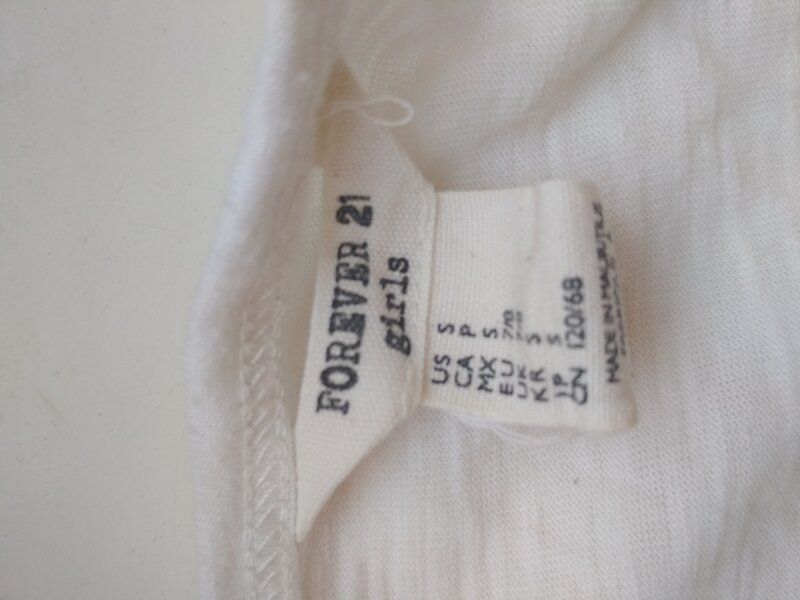 FOREVER 21
girls
US S
CA P
MX S
EU 7/8
UK
KR S
JP S
CN 120/68
MADE IN MAURITIUS